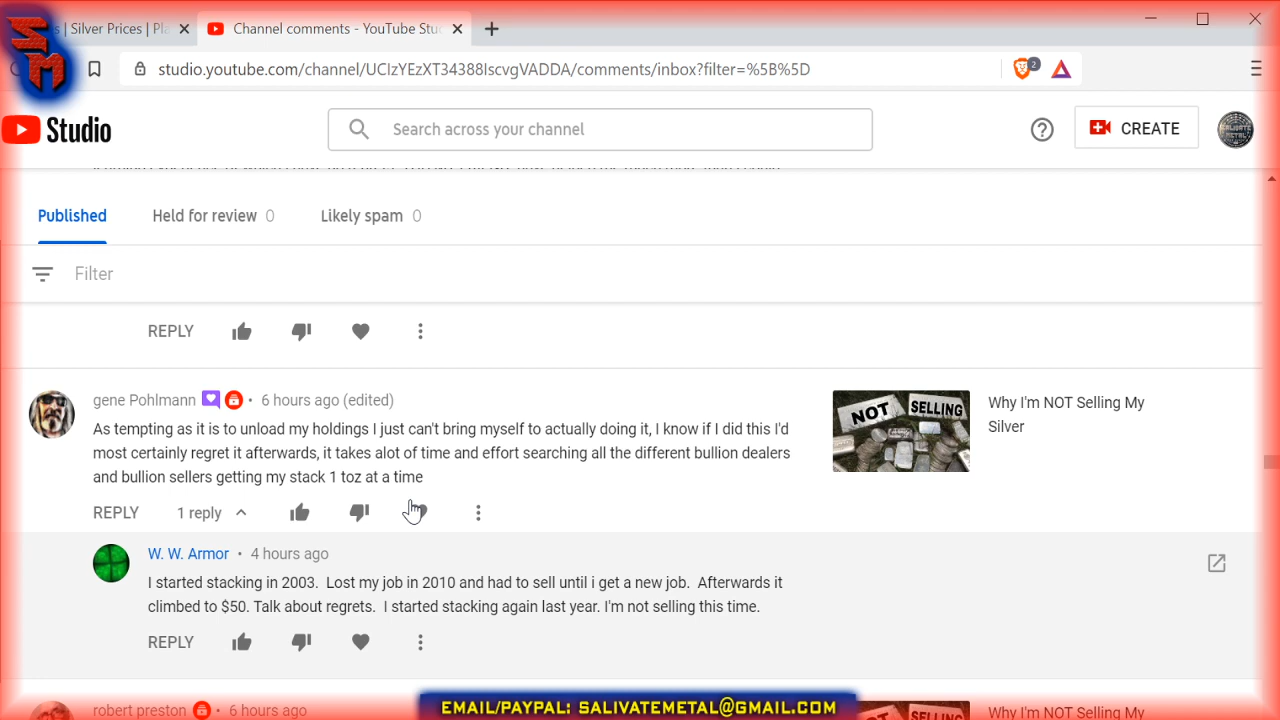 s | Silver Prices | Pla
Channel comments - YouTube Stu
SM
studio.youtube.com/channel/UCIzYEzXT34388IscvgVADDA/comments/inbox?filter=%5B%5D
2
Studio
Search across your channel
CREATE
SALIVATE
METAL
Published
Held for review 0
Likely spam 0
Filter
REPLY
gene Pohlmann • 6 hours ago (edited)
As tempting as it is to unload my holdings I just can't bring myself to actually doing it, I know if I did this I'd
most certainly regret it afterwards, it takes alot of time and effort searching all the different bullion dealers
and bullion sellers getting my stack 1 toz at a time
NOT SELLING
Why I'm NOT Selling My
Silver
REPLY 1 reply
W. W. Armor • 4 hours ago
I started stacking in 2003. Lost my job in 2010 and had to sell until i get a new job. Afterwards it
climbed to $50. Talk about regrets. I started stacking again last year. I'm not selling this time.
REPLY
robert preston • 6 hours ago
Why I'm NOT Selling My
EMAIL/PAYPAL: SALIVATEMETAL@GMAIL.COM